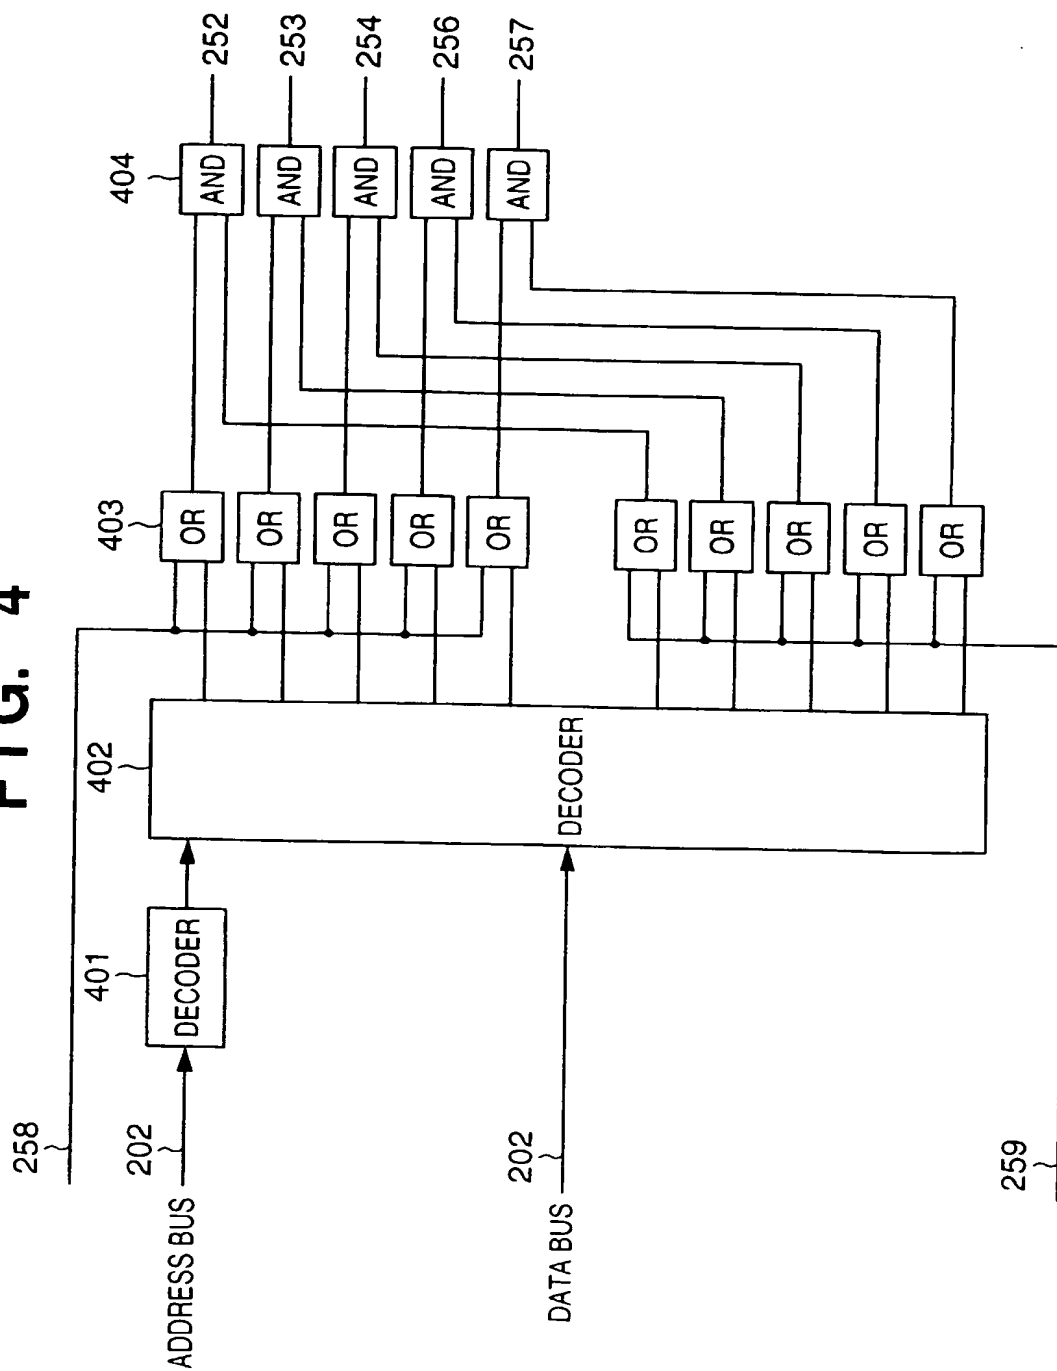 FIG. 4
258
202
ADDRESS BUS
401
DECODER
402
DECODER
202
DATA BUS
259
403
OR
OR
OR
OR
OR
OR
OR
OR
OR
OR
404
AND
AND
AND
AND
AND
252
253
254
256
257